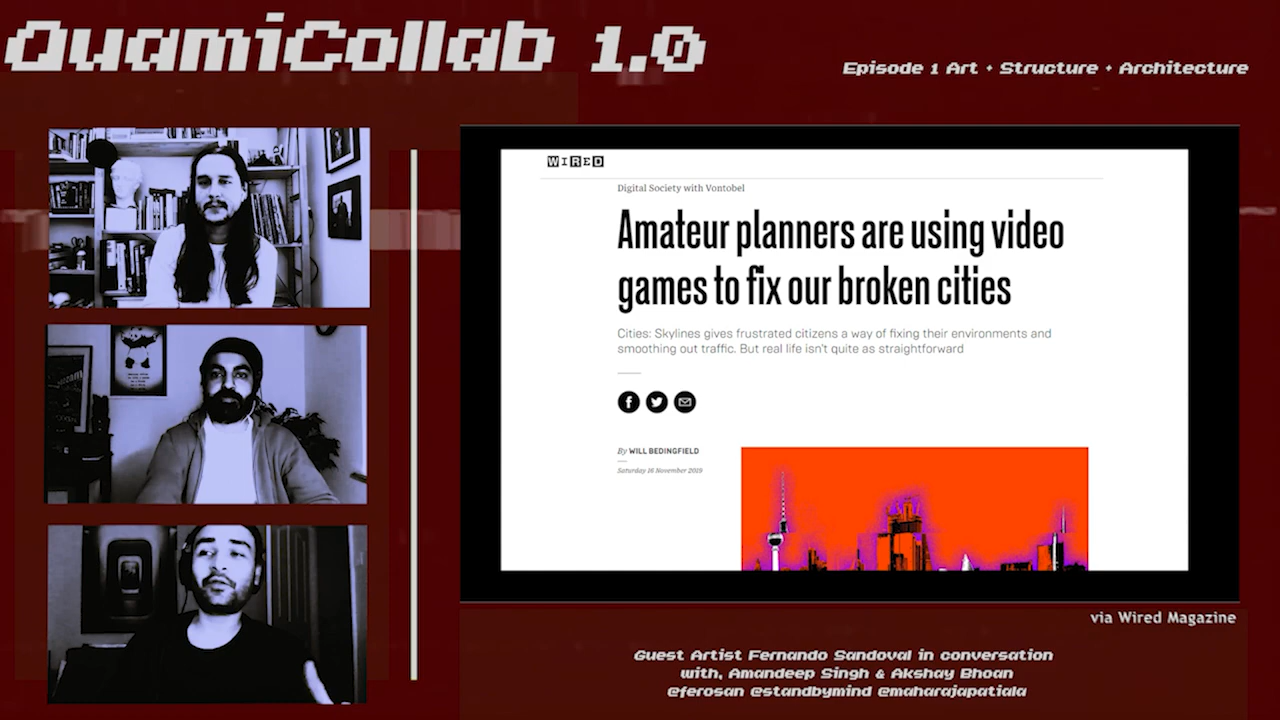 QuamiCollab 1.0
Episode 1 Art + Structure + Architecture
WIRED
Digital Society with Vontobel
Amateur planners are using video
games to fix our broken cities
Cities: Skylines gives frustrated citizens a way of fixing their environments and
smoothing out traffic. But real life isn't quite as straightforward
By WILL BEDINGFIELD
Saturday 16 November 2019
via Wired Magazine
Guest Artist Fernando Sandoval in conversation
with, Amandeep Singh & Akshay Bhoan
@ferosan @standbymind @maharajapatiala